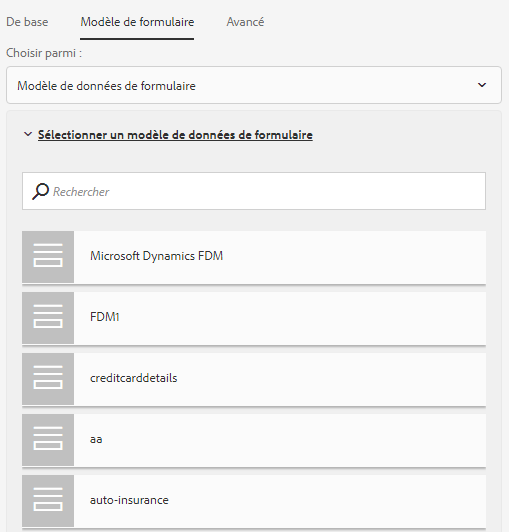 De base Modèle de formulaire Avancé
Choisir parmi :
Modèle de données de formulaire
Sélectionner un modèle de données de formulaire
Rechercher
Microsoft Dynamics FDM
FDM1
creditcarddetails
aa
auto-insurance